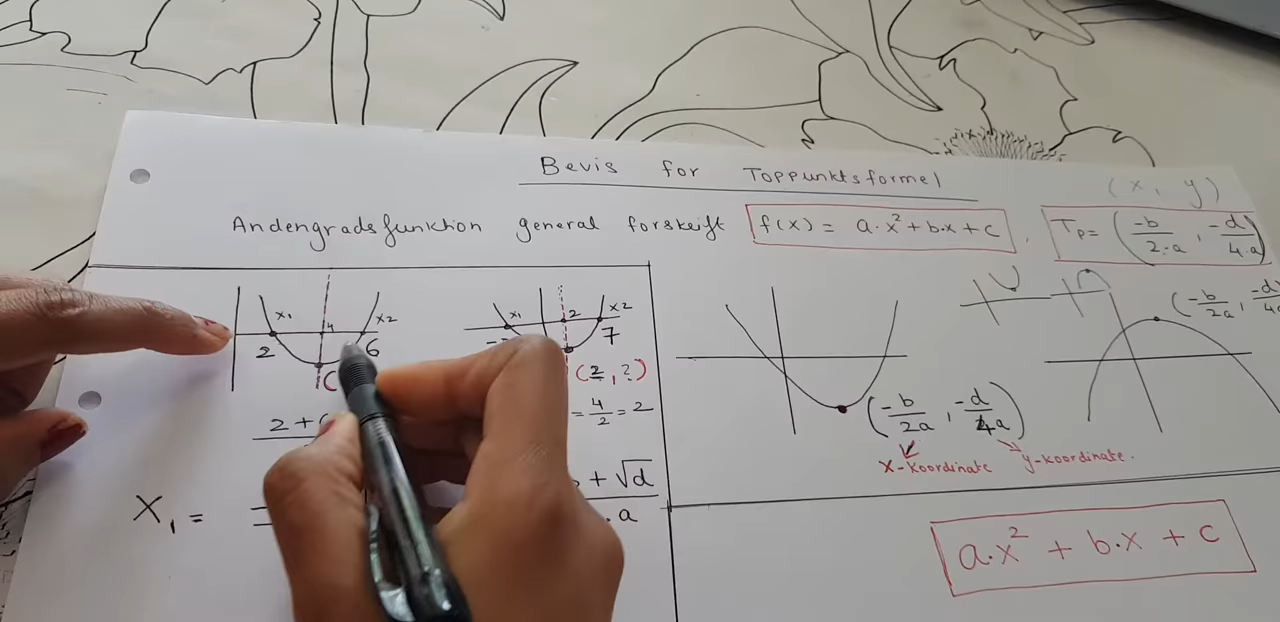 Bevis for Toppunktsformel
(x, y)
Andengradsfunktion general forskift f(x) = a·x²+b·x+c , Tp= (-b/2·a , -d/4·a)
x₁ 4 x2
2 6
(
x₁ 2 x2
7
(2, ?)
= 4/2 = 2
2+
X₁ =
+ √d
.a
(-b/2a , -d/4a)
x-koordinate y-koordinate.
(-b/2a , -d/4a
a·x² + b·x + c